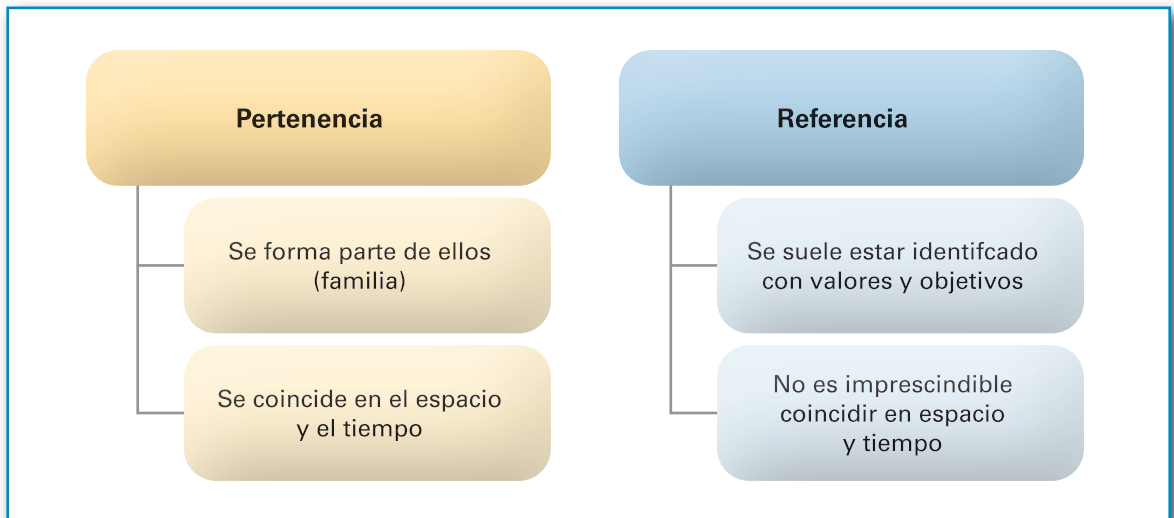 Pertenencia
Se forma parte de ellos
(familia)
Se coincide en el espacio
y el tiempo
Referencia
Se suele estar identifcado
con valores y objetivos
No es imprescindible
coincidir en espacio
y tiempo